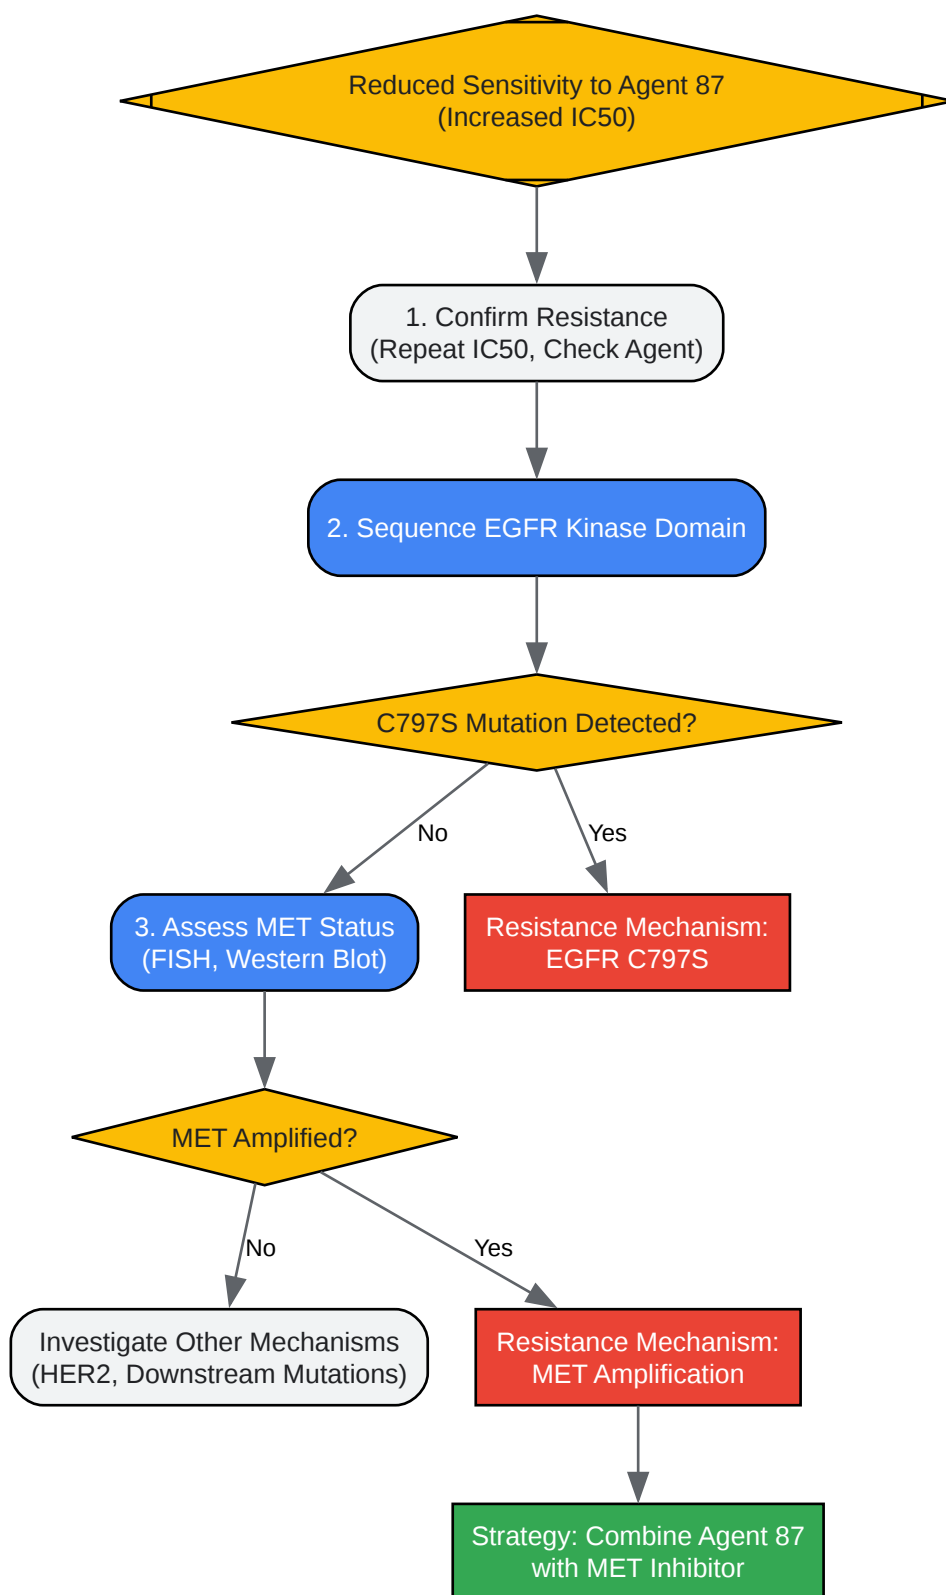 Reduced Sensitivity to Agent 87
(Increased IC50)
1. Confirm Resistance
(Repeat IC50, Check Agent)
2. Sequence EGFR Kinase Domain
C797S Mutation Detected?
No
Yes
3. Assess MET Status
(FISH, Western Blot)
Resistance Mechanism:
EGFR C797S
MET Amplified?
No
Yes
Investigate Other Mechanisms
(HER2, Downstream Mutations)
Resistance Mechanism:
MET Amplification
Strategy: Combine Agent 87
with MET Inhibitor